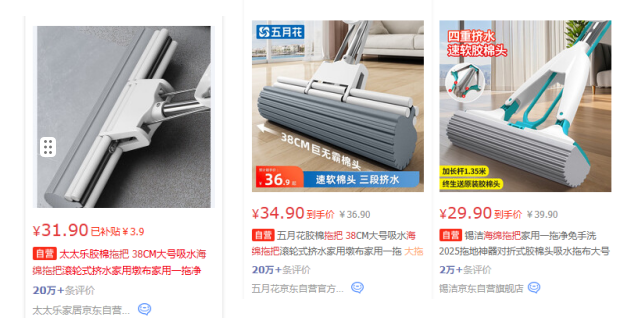 ¥31.90 已补贴¥3.9
自营 太太乐胶棉拖把 38CM大号吸水海
绵拖把滚轮式挤水家用墩布家用一拖净
20万+条评价
太太乐家居京东自营...
五月花
38CM巨无霸棉头
36.9
速软棉头 三段挤水
¥34.90 到手价 ¥36.90
自营 五月花胶棉拖把 38CM大号吸水海
绵拖把滚轮式挤水家用墩布家用一拖 大拖
20万+条评价
五月花京东自营官方...
四重挤水
速软胶棉头
加长杆1.35米
终生送原装胶棉头
¥29.90 到手价 ¥39.90
自营 锡洁海绵拖把家用一拖净免手洗
2025拖地神器对折式胶棉头吸水拖布大号
2万+条评价
锡洁京东自营旗舰店